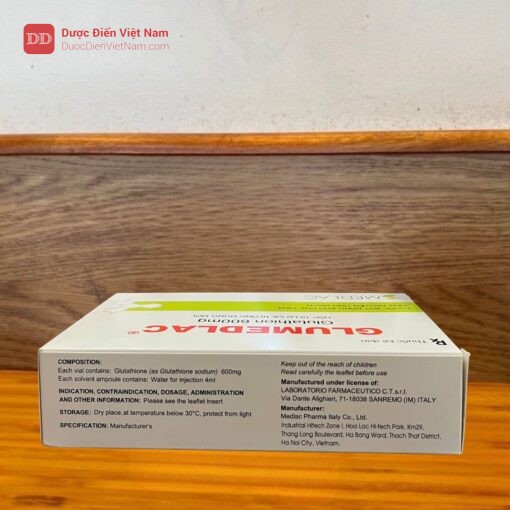 DD Dược Điển Việt Nam
DuocDienVietNam.com
MEDLAC
Glutathion 600mg
GLUMEDLAC®
Rx Thuốc kê đơn
COMPOSITION:
Each vial contains: Glutathione (as Glutathione sodium) 600mg
Each solvent ampoule contains: Water for injection 4ml
INDICATION, CONTRAINDICATION, DOSAGE, ADMINISTRATION
AND OTHER INFORMATION: Please see the leaflet insert
STORAGE: Dry place, at temperature below 30°C, protect from light
SPECIFICATION: Manufacturer's
Keep out of the reach of children
Read carefully the leaflet before use
Manufactured under license of:
LABORATORIO FARMACEUTICO C.T.s.r.l.
Via Dante Alighieri, 71-18038 SANREMO (IM) ITALY
Manufacturer:
Medlac Pharma Italy Co., Ltd.
Industrial Hitech Zone I, Hoa Lac Hi-tech Park. Km29,
Thang Long Boulevard, Ha Bang Ward, Thach That District,
Ha Noi City, Vietnam.